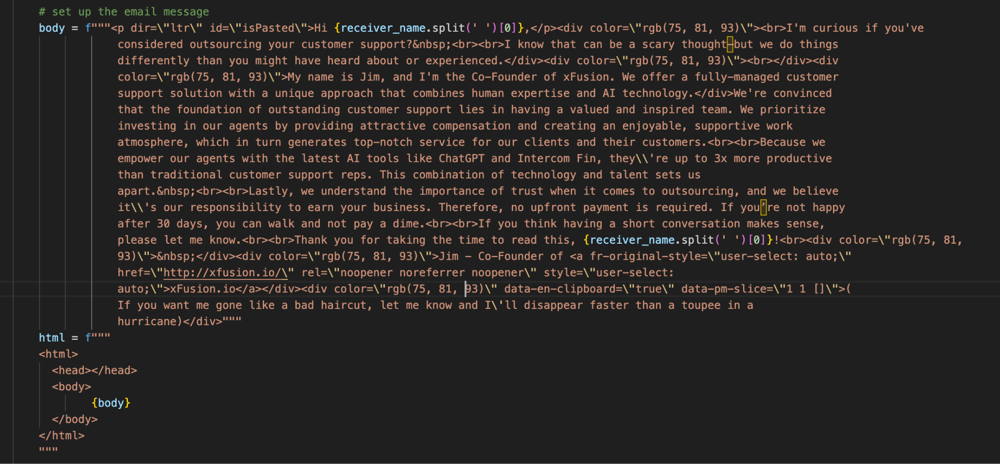 # set up the email message
body = f"""<p dir=\"ltr\" id=\"isPasted\">Hi {receiver_name.split(' ')[0]},</p><div color=\"rgb(75, 81, 93)\"><br>I'm curious if you've
considered outsourcing your customer support?&nbsp;<br><br>I know that can be a scary thought–but we do things
differently than you might have heard about or experienced.</div><div color=\"rgb(75, 81, 93)\"><br></div><div
color=\"rgb(75, 81, 93)\">My name is Jim, and I'm the Co-Founder of xFusion. We offer a fully-managed customer
support solution with a unique approach that combines human expertise and AI technology.</div>We're convinced
that the foundation of outstanding customer support lies in having a valued and inspired team. We prioritize
investing in our agents by providing attractive compensation and creating an enjoyable, supportive work
atmosphere, which in turn generates top-notch service for our clients and their customers.<br><br>Because we
empower our agents with the latest AI tools like ChatGPT and Intercom Fin, they\\'re up to 3x more productive
than traditional customer support reps. This combination of technology and talent sets us
apart.&nbsp;<br><br>Lastly, we understand the importance of trust when it comes to outsourcing, and we believe
it\\'s our responsibility to earn your business. Therefore, no upfront payment is required. If you’re not happy
after 30 days, you can walk and not pay a dime.<br><br>If you think having a short conversation makes sense,
please let me know.<br><br>Thank you for taking the time to read this, {receiver_name.split(' ')[0]}!<br><div color=\"rgb(75, 81,
93)\">&nbsp;</div><div color=\"rgb(75, 81, 93)\">Jim - Co-Founder of <a fr-original-style=\"user-select: auto;\"
href=\"http://xfusion.io/\" rel=\"noopener noreferrer noopener\" style=\"user-select:
auto;\">xFusion.io</a></div><div color=\"rgb(75, 81, 93)\" data-en-clipboard=\"true\" data-pm-slice=\"1 1 []\">(
If you want me gone like a bad haircut, let me know and I\'ll disappear faster than a toupee in a
hurricane)</div>"""
html = f"""
<html>
<head></head>
<body>
{body}
</body>
</html>
"""